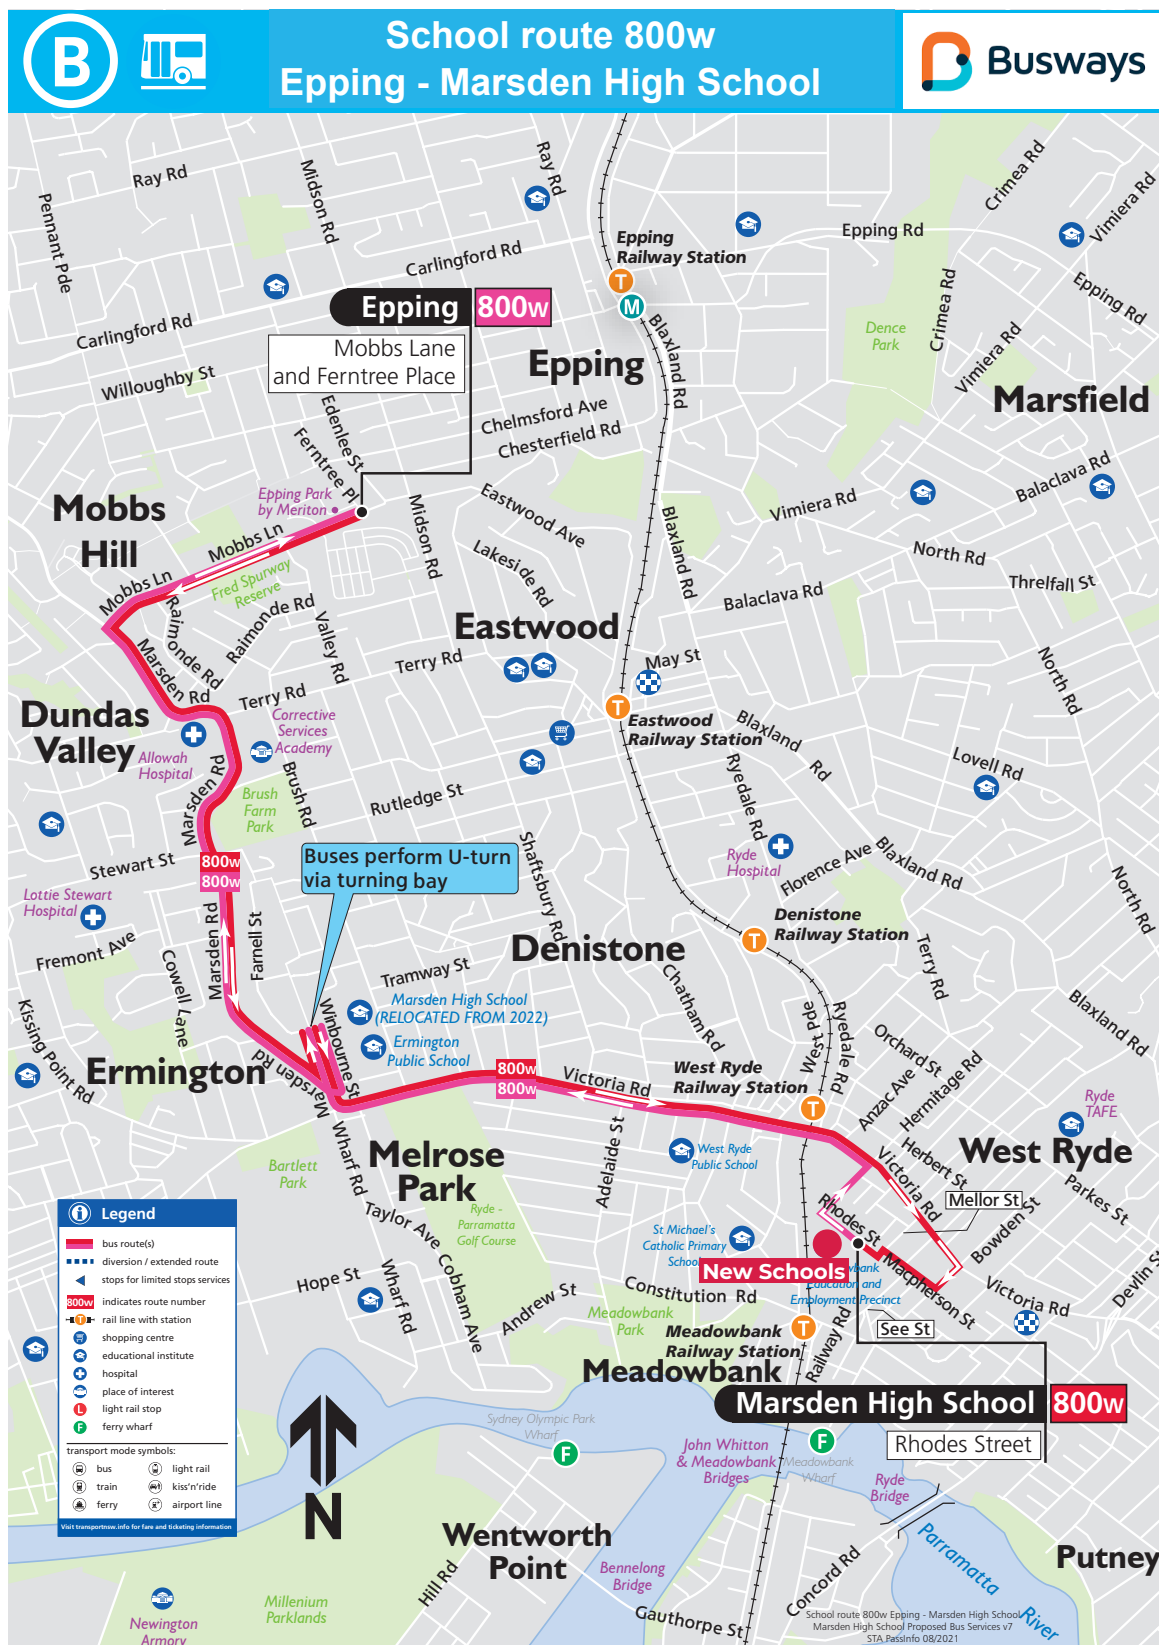 School route 800w
Epping - Marsden High School
B
Busways
Ray Rd
Midson Rd
Ray Rd
Crimea Rd
Vimiera Rd
Pennant Pde
Epping Rd
Epping
Railway Station
Carlingford Rd
T
M
Crimea Rd
Epping Rd
Epping
800w
Carlingford Rd
Mobbs Lane
and Ferntree Place
Blaxland Rd
Dence
Park
Vimiera Rd
Epping
Willoughby St
Marsfield
Edenlee St
Chelmsford Ave
Chesterfield Rd
Ferntree Pl
Epping Park
by Meriton
Mobbs
Hill
Midson Rd
Eastwood Ave
Balaclava Rd
Vimiera Rd
Blaxland Rd
Mobbs Ln
Lakeside Rd
North Rd
Mobbs Ln
Fred Spurway
Reserve
Threlfall St
Raimonde Rd
Raimonde Rd
Balaclava Rd
Valley Rd
Eastwood
Marsden Rd
Terry Rd
May St
North Rd
Terry Rd
Dundas
Valley
T
Eastwood
Railway Station
Corrective
Services
Academy
Allowah
Hospital
Blaxland
Rd
Ryedale Rd
Lovell Rd
Marsden Rd
Brush Rd
Brush
Farm
Park
Rutledge St
Stewart St
800w
800w
Buses perform U-turn
via turning bay
Shaftsbury Rd
Ryde
Hospital
Florence Ave
Blaxland Rd
North Rd
Lottie Stewart
Hospital
Marsden Rd
Farnell St
Denistone
Railway Station
T
Fremont Ave
Cowell Lane
Denistone
Terry Rd
Tramway St
Chatham Rd
Kissing Point Rd
Winbourne St
Marsden High School
(RELOCATED FROM 2022)
Ermington
Public School
West Pde
Ryedale Rd
Blaxland Rd
Orchard St
Ermington
Marsden Rd
800w
800w
Victoria Rd
West Ryde
Railway Station
T
Anzac Ave
Hermitage Rd
Ryde
TAFE
Wharf Rd
Melrose
Park
Adelaide St
West Ryde
Public School
Herbert St
West Ryde
Victoria Rd
Bartlett
Park
Parkes St
Mellor St
Rhodes St
Bowden St
Taylor Ave
Ryde -
Parramatta
Golf Course
St Michael's
Catholic Primary
School
New Schools
bank
Education and
Employment Precinct
Macpherson St
Devlin St
Hope St
Wharf Rd
Cobham Ave
Andrew St
Constitution Rd
Victoria Rd
Meadowbank
Park
See St
Meadowbank
Railway Station
T
Railway Rd
Meadowbank
Marsden High School
800w
Rhodes Street
Legend
bus route(s)
diversion / extended route
stops for limited stops services
800w indicates route number
T rail line with station
shopping centre
educational institute
hospital
place of interest
L light rail stop
F ferry wharf
transport mode symbols:
bus
light rail
train
kiss'n'ride
ferry
airport line
Visit transportnsw.info for fare and ticketing information
N
Sydney Olympic Park
Wharf
F
John Whitton
& Meadowbank
Bridges
F
Meadowbank
Wharf
Ryde
Bridge
Wentworth
Point
Parramatta
River
Putney
Hill Rd
Bennelong
Bridge
Concord Rd
Millenium
Parklands
Newington
Armory
Gauthorpe St
School route 800w Epping - Marsden High School
Marsden High School Proposed Bus Services v7
STA PassInfo 08/2021